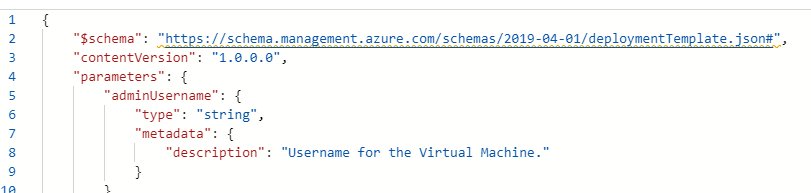 1 {
2 "$schema": "https://schema.management.azure.com/schemas/2019-04-01/deploymentTemplate.json#",
3 "contentVersion": "1.0.0.0",
4 "parameters": {
5 "adminUsername": {
6 "type": "string",
7 "metadata": {
8 "description": "Username for the Virtual Machine."
9 }
10 }